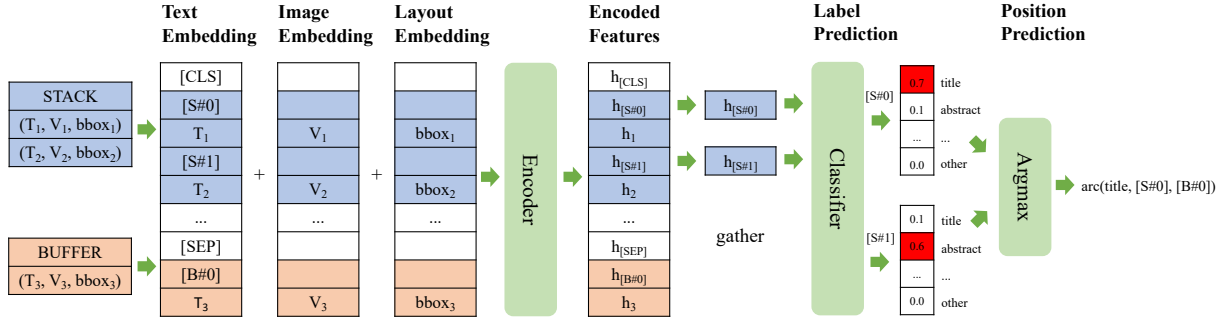 Text Embedding
Image Embedding
Layout Embedding
Encoded Features
Label Prediction
Position Prediction
STACK
(T1, V1, bbox1)
(T2, V2, bbox2)
BUFFER
(T3, V3, bbox3)
[CLS]
[S#0]
T1
[S#1]
T2
...
[SEP]
[B#0]
T3
+
V1
V2
...
V3
+
bbox1
bbox2
...
bbox3
Encoder
h[CLS]
h[S#0]
h1
h[S#1]
h2
...
h[SEP]
h[B#0]
h3
h[S#0]
h[S#1]
gather
Classifier
[S#0]
0.7 title
0.1 abstract
... ...
0.0 other
[S#1]
0.1 title
0.6 abstract
... ...
0.0 other
Argmax
arc(title, [S#0], [B#0])